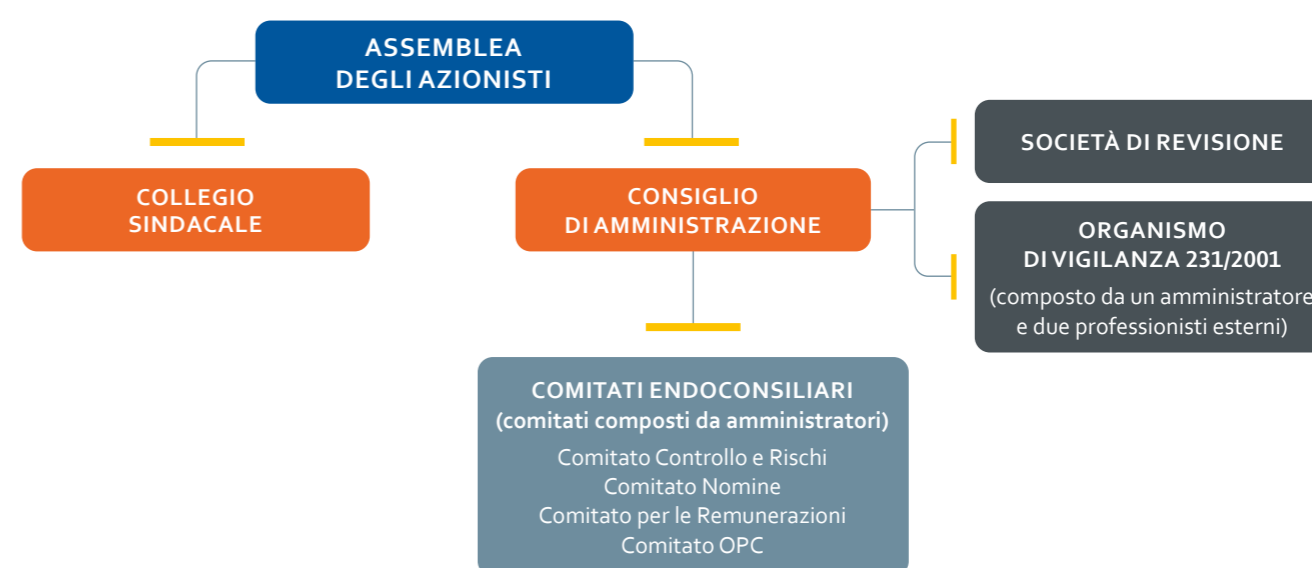 ASSEMBLEA
DEGLI AZIONISTI
COLLEGIO
SINDACALE
CONSIGLIO
DI AMMINISTRAZIONE
SOCIETÀ DI REVISIONE
ORGANISMO
DI VIGILANZA 231/2001
(composto da un amministratore
e due professionisti esterni)
COMITATI ENDOCONSILIARI
(comitati composti da amministratori)
Comitato Controllo e Rischi
Comitato Nomine
Comitato per le Remunerazioni
Comitato OPC